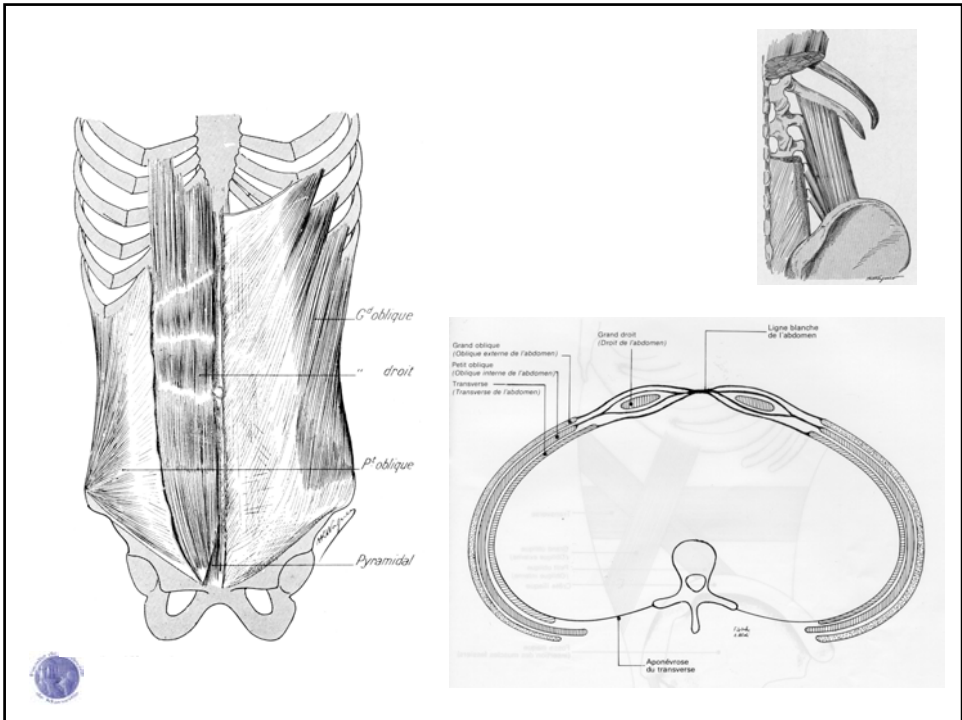 Gᵈ oblique
" droit
Pᵗ oblique
Pyramidal
Grand oblique
(Oblique externe de l'abdomen)
Petit oblique
(Oblique interne de l'abdomen)
Transverse
(Transverse de l'abdomen)
Grand droit
(Droit de l'abdomen)
Ligne blanche
de l'abdomen
Aponévrose
du transverse